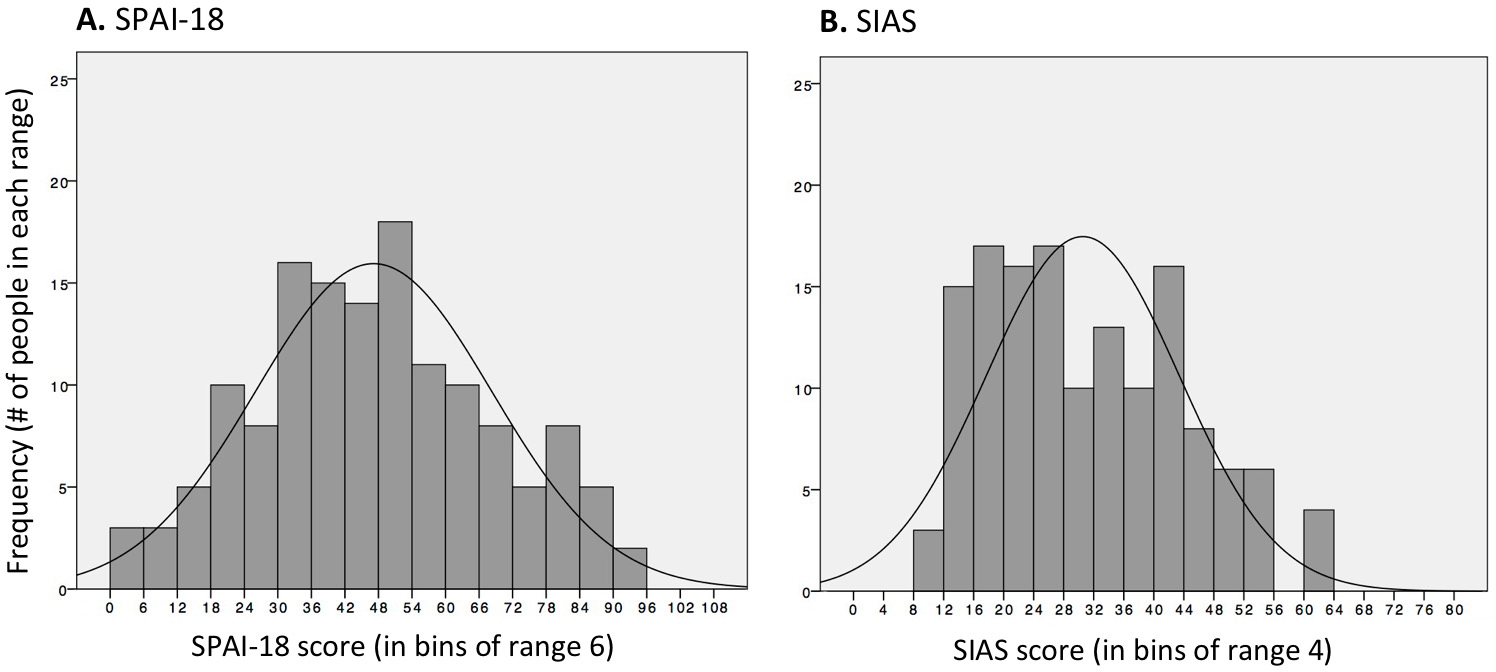 A. SPAI-18
B. SIAS
Frequency (# of people in each range)
25
20
15
10
5
0
0 6 12 18 24 30 36 42 48 54 60 66 72 78 84 90 96 102 108
SPAI-18 score (in bins of range 6)
25
20
15
10
5
0
0 4 8 12 16 20 24 28 32 36 40 44 48 52 56 60 64 68 72 76 80
SIAS score (in bins of range 4)